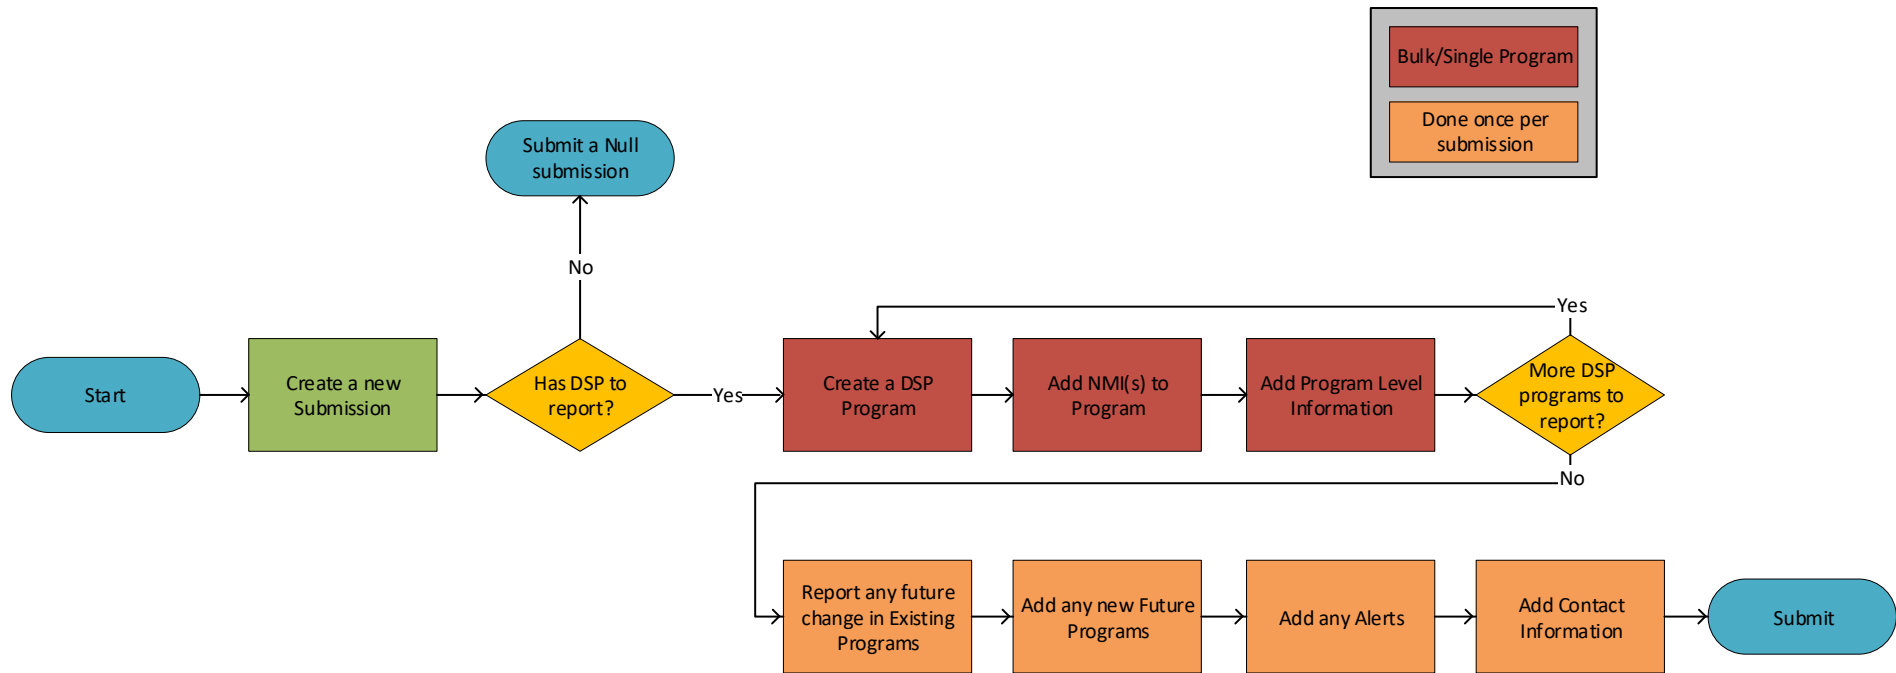 Bulk/Single Program
Done once per
submission
Submit a Null
submission
No
Yes
Start
Create a new
Submission
Has DSP to
report?
Yes
Create a DSP
Program
Add NMI(s) to
Program
Add Program Level
Information
More DSP
programs to
report?
No
Report any future
change in Existing
Programs
Add any new Future
Programs
Add any Alerts
Add Contact
Information
Submit